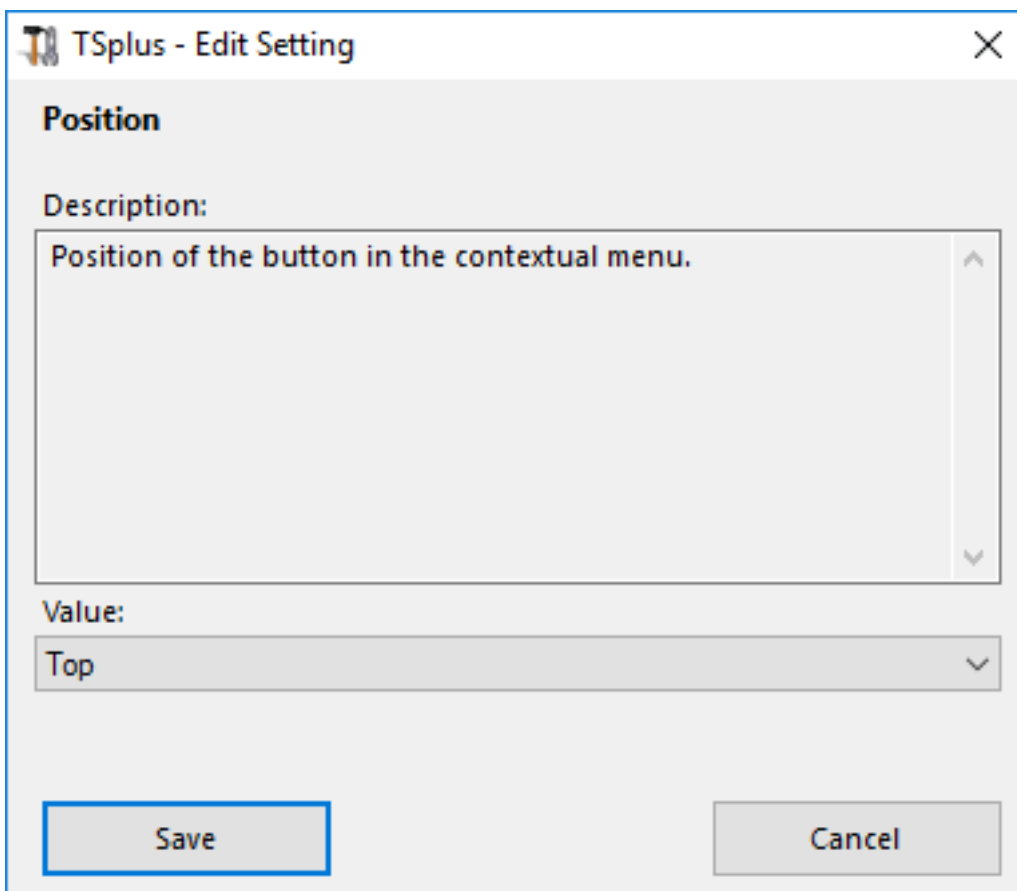 TSplus - Edit Setting
Position
Description:
Position of the button in the contextual menu.
Value:
Top
Save
Cancel